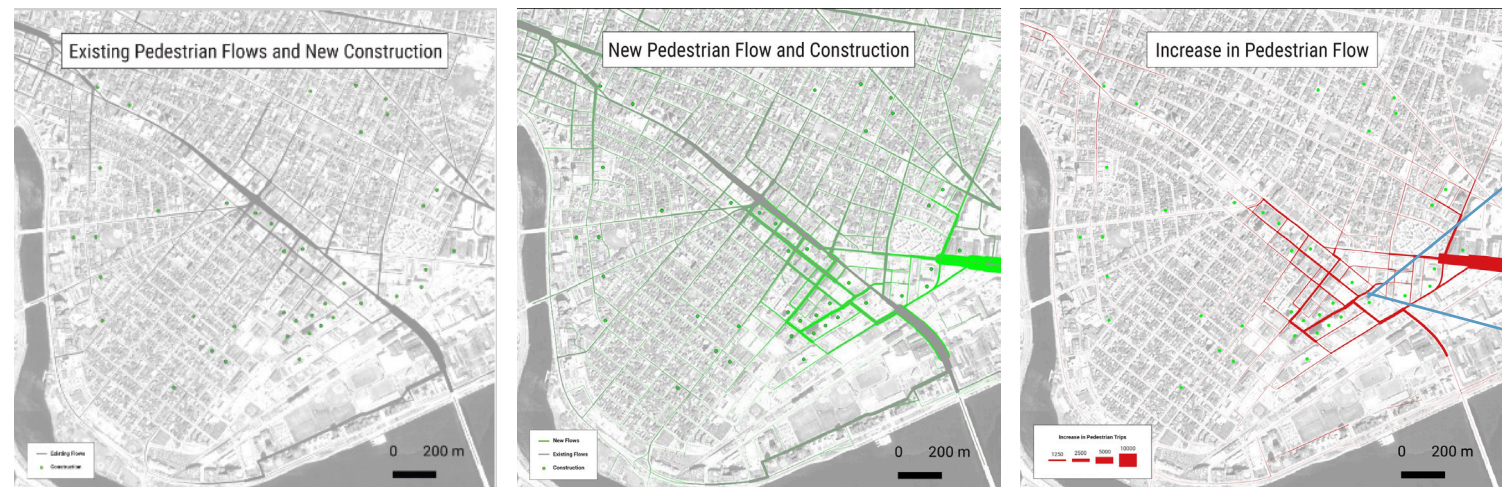 Existing Pedestrian Flows and New Construction
Existing Flows
Construction
0 200 m
New Pedestrian Flow and Construction
New Flows
Existing Flows
Construction
0 200 m
Increase in Pedestrian Flow
Increase in Pedestrian Trips
1250 2500 5000 10000
0 200 m